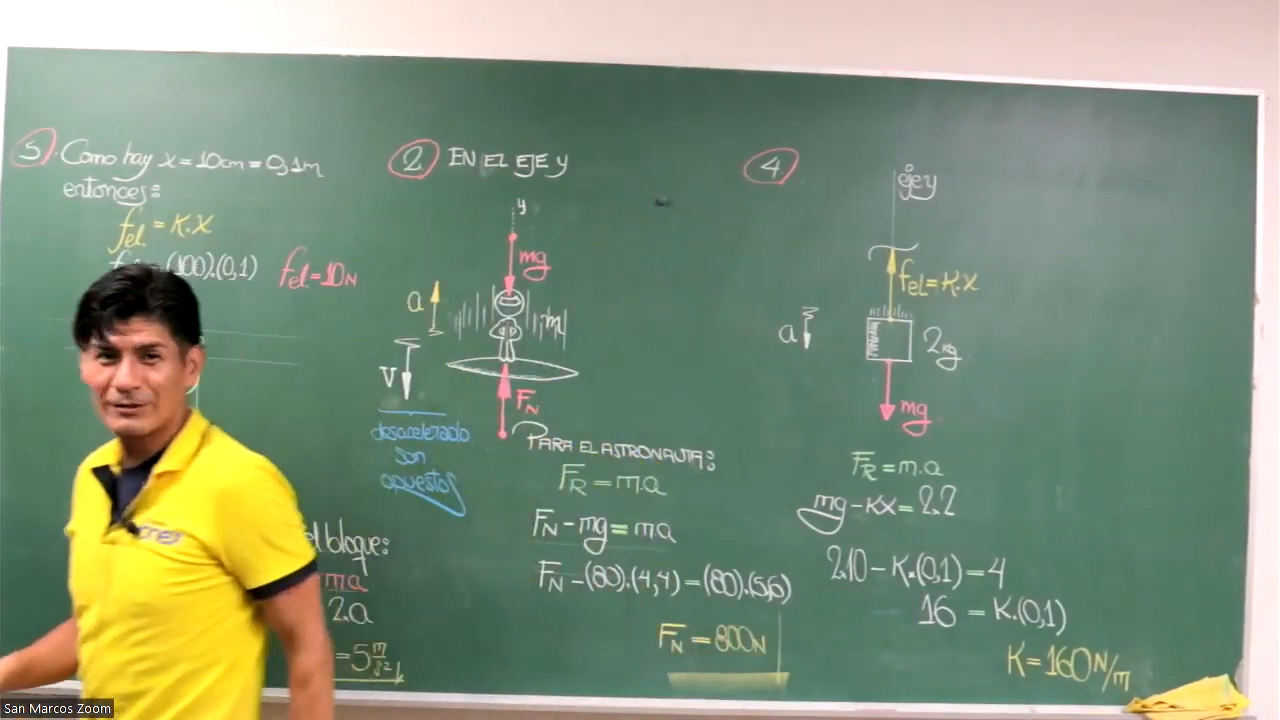 5. Como hay x = 10cm = 0,1m
entonces:
fel. = K.X
(100).(0,1) fel = 10N
el bloque:
ma
2.a
= 5 m/s²
2. EN EL EJE Y
y
mg
a
m
V
FN
desacelerado
son
opuestos
PARA EL ASTRONAUTA:
FR = m.a
FN - mg = m.a
FN - (80).(4,4) = (80).(5,6)
FN = 800N
4.
eje y
fEL = K.X
a
2kg
mg
FR = m.a
mg - KX = 2.2
2.10 - K.(0,1) = 4
16 = K.(0,1)
K = 160 N/m
San Marcos Zoom